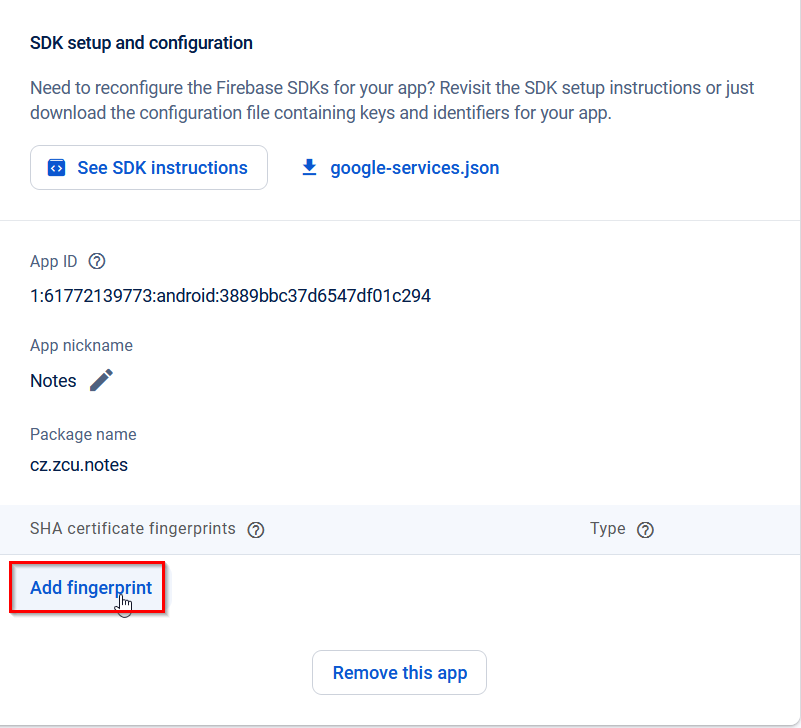 SDK setup and configuration
Need to reconfigure the Firebase SDKs for your app? Revisit the SDK setup instructions or just
download the configuration file containing keys and identifiers for your app.
See SDK instructions
google-services.json
App ID
1:61772139773:android:3889bbc37d6547df01c294
App nickname
Notes
Package name
cz.zcu.notes
SHA certificate fingerprints
Type
Add fingerprint
Remove this app